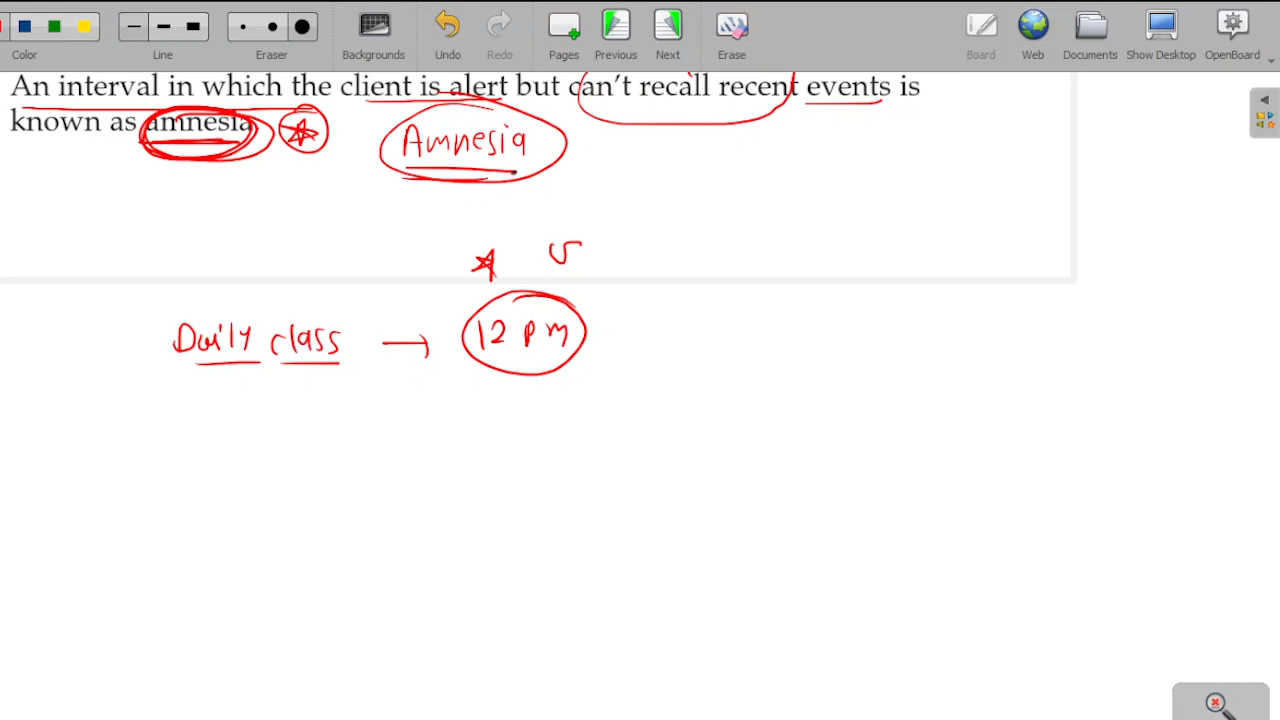 Color Line Eraser Backgrounds Undo Redo Pages Previous Next Erase Board Web Documents Show Desktop OpenBoard
An interval in which the client is alert but can't recall recent events is
known as amnesia
Amnesia
Daily class → 12 pm